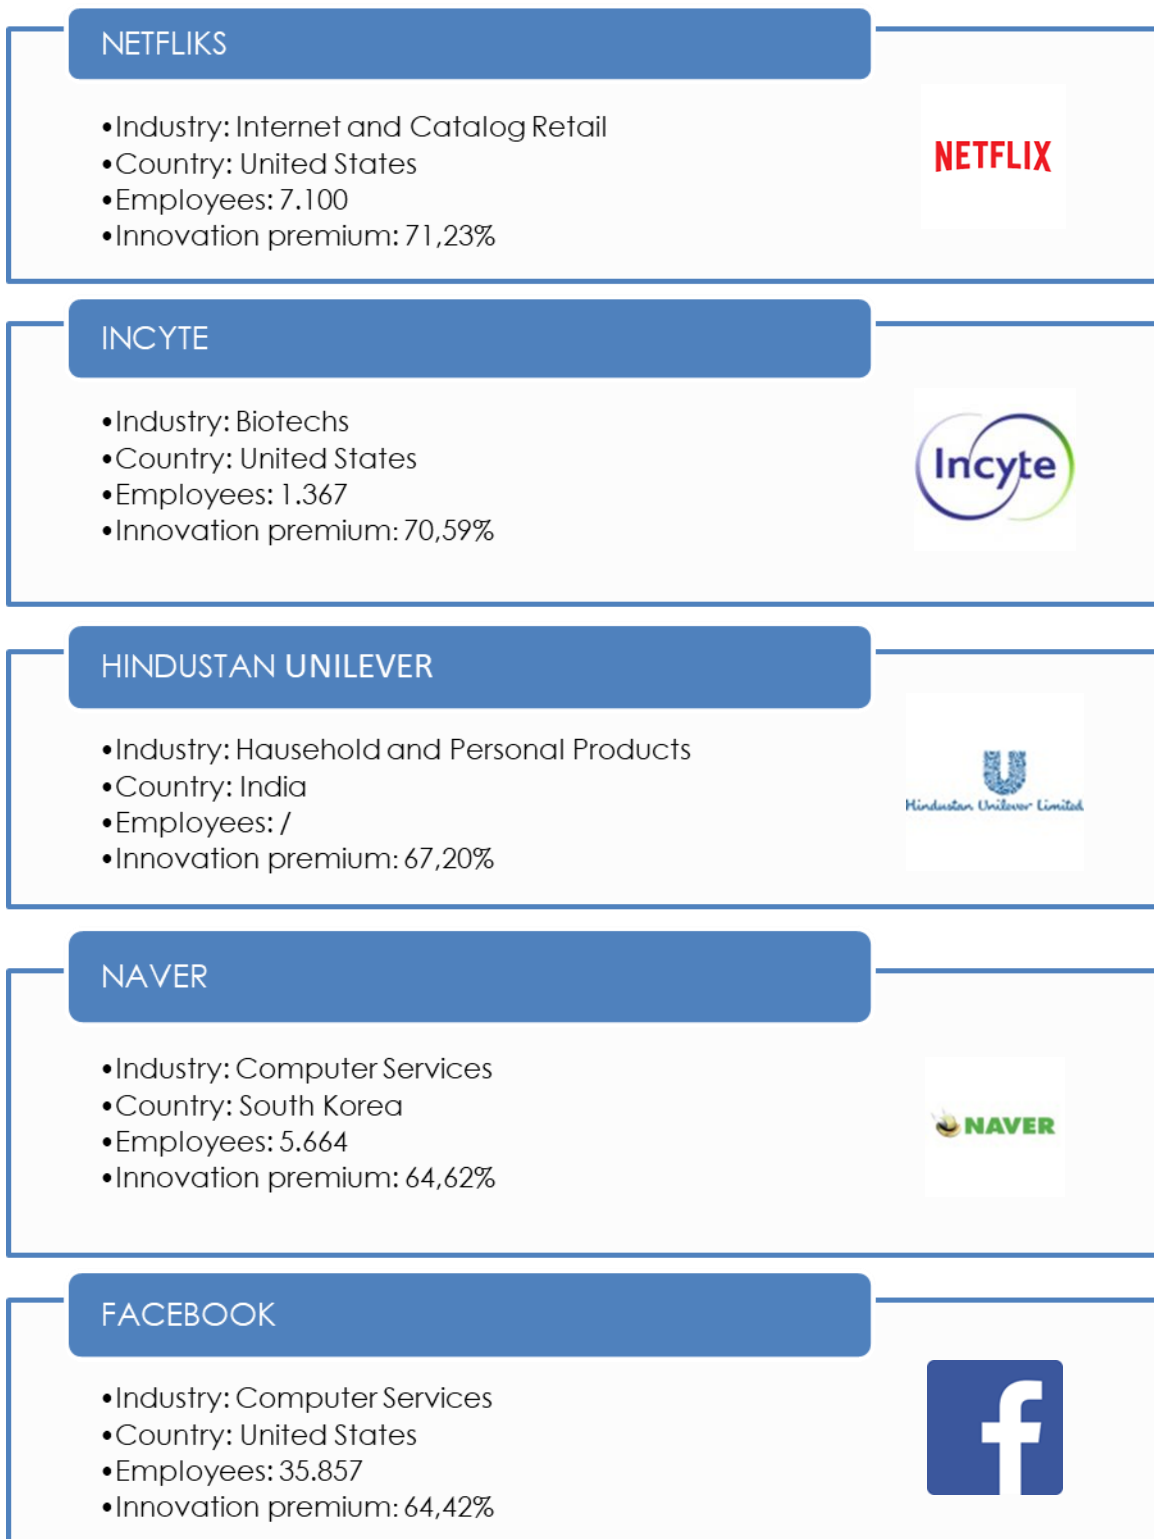 NETFLIKS
•Industry: Internet and Catalog Retail
•Country: United States
•Employees: 7.100
•Innovation premium: 71,23%
NETFLIX
INCYTE
•Industry: Biotechs
•Country: United States
•Employees: 1.367
•Innovation premium: 70,59%
Incyte
HINDUSTAN UNILEVER
•Industry: Hausehold and Personal Products
•Country: India
•Employees: /
•Innovation premium: 67,20%
U
Hindustan Unilever Limited
NAVER
•Industry: Computer Services
•Country: South Korea
•Employees: 5.664
•Innovation premium: 64,62%
NAVER
FACEBOOK
•Industry: Computer Services
•Country: United States
•Employees: 35.857
•Innovation premium: 64,42%
f